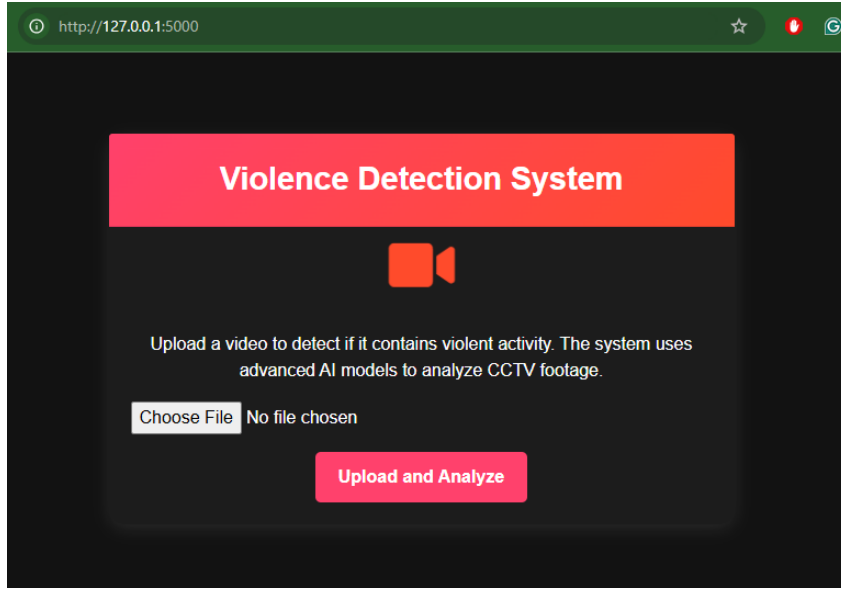 http://127.0.0.1:5000
Violence Detection System
Upload a video to detect if it contains violent activity. The system uses
advanced AI models to analyze CCTV footage.
Choose File No file chosen
Upload and Analyze